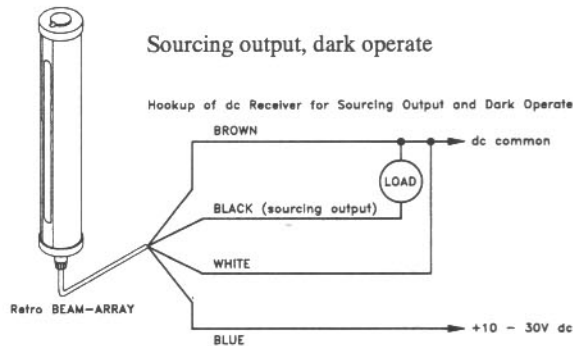 Sourcing output, dark operate
Hookup of dc Receiver for Sourcing Output and Dark Operate
BROWN
dc common
LOAD
BLACK (sourcing output)
WHITE
Retro BEAM-ARRAY
+10 - 30V dc
BLUE